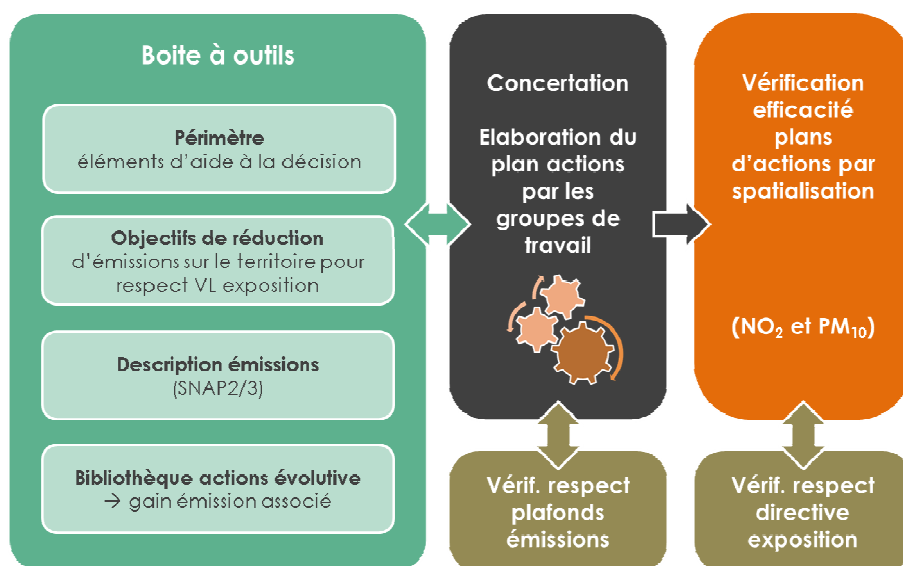 Boite à outils
Périmètre
éléments d'aide à la décision
Objectifs de réduction
d'émissions sur le territoire pour
respect VL exposition
Description émissions
(SNAP2/3)
Bibliothèque actions évolutive
→ gain émission associé
Concertation
Elaboration du
plan actions
par les
groupes de
travail
Vérif. respect
plafonds
émissions
Vérification
efficacité
plans
d'actions par
spatialisation
(NO₂ et PM₁₀)
Vérif. respect
directive
exposition